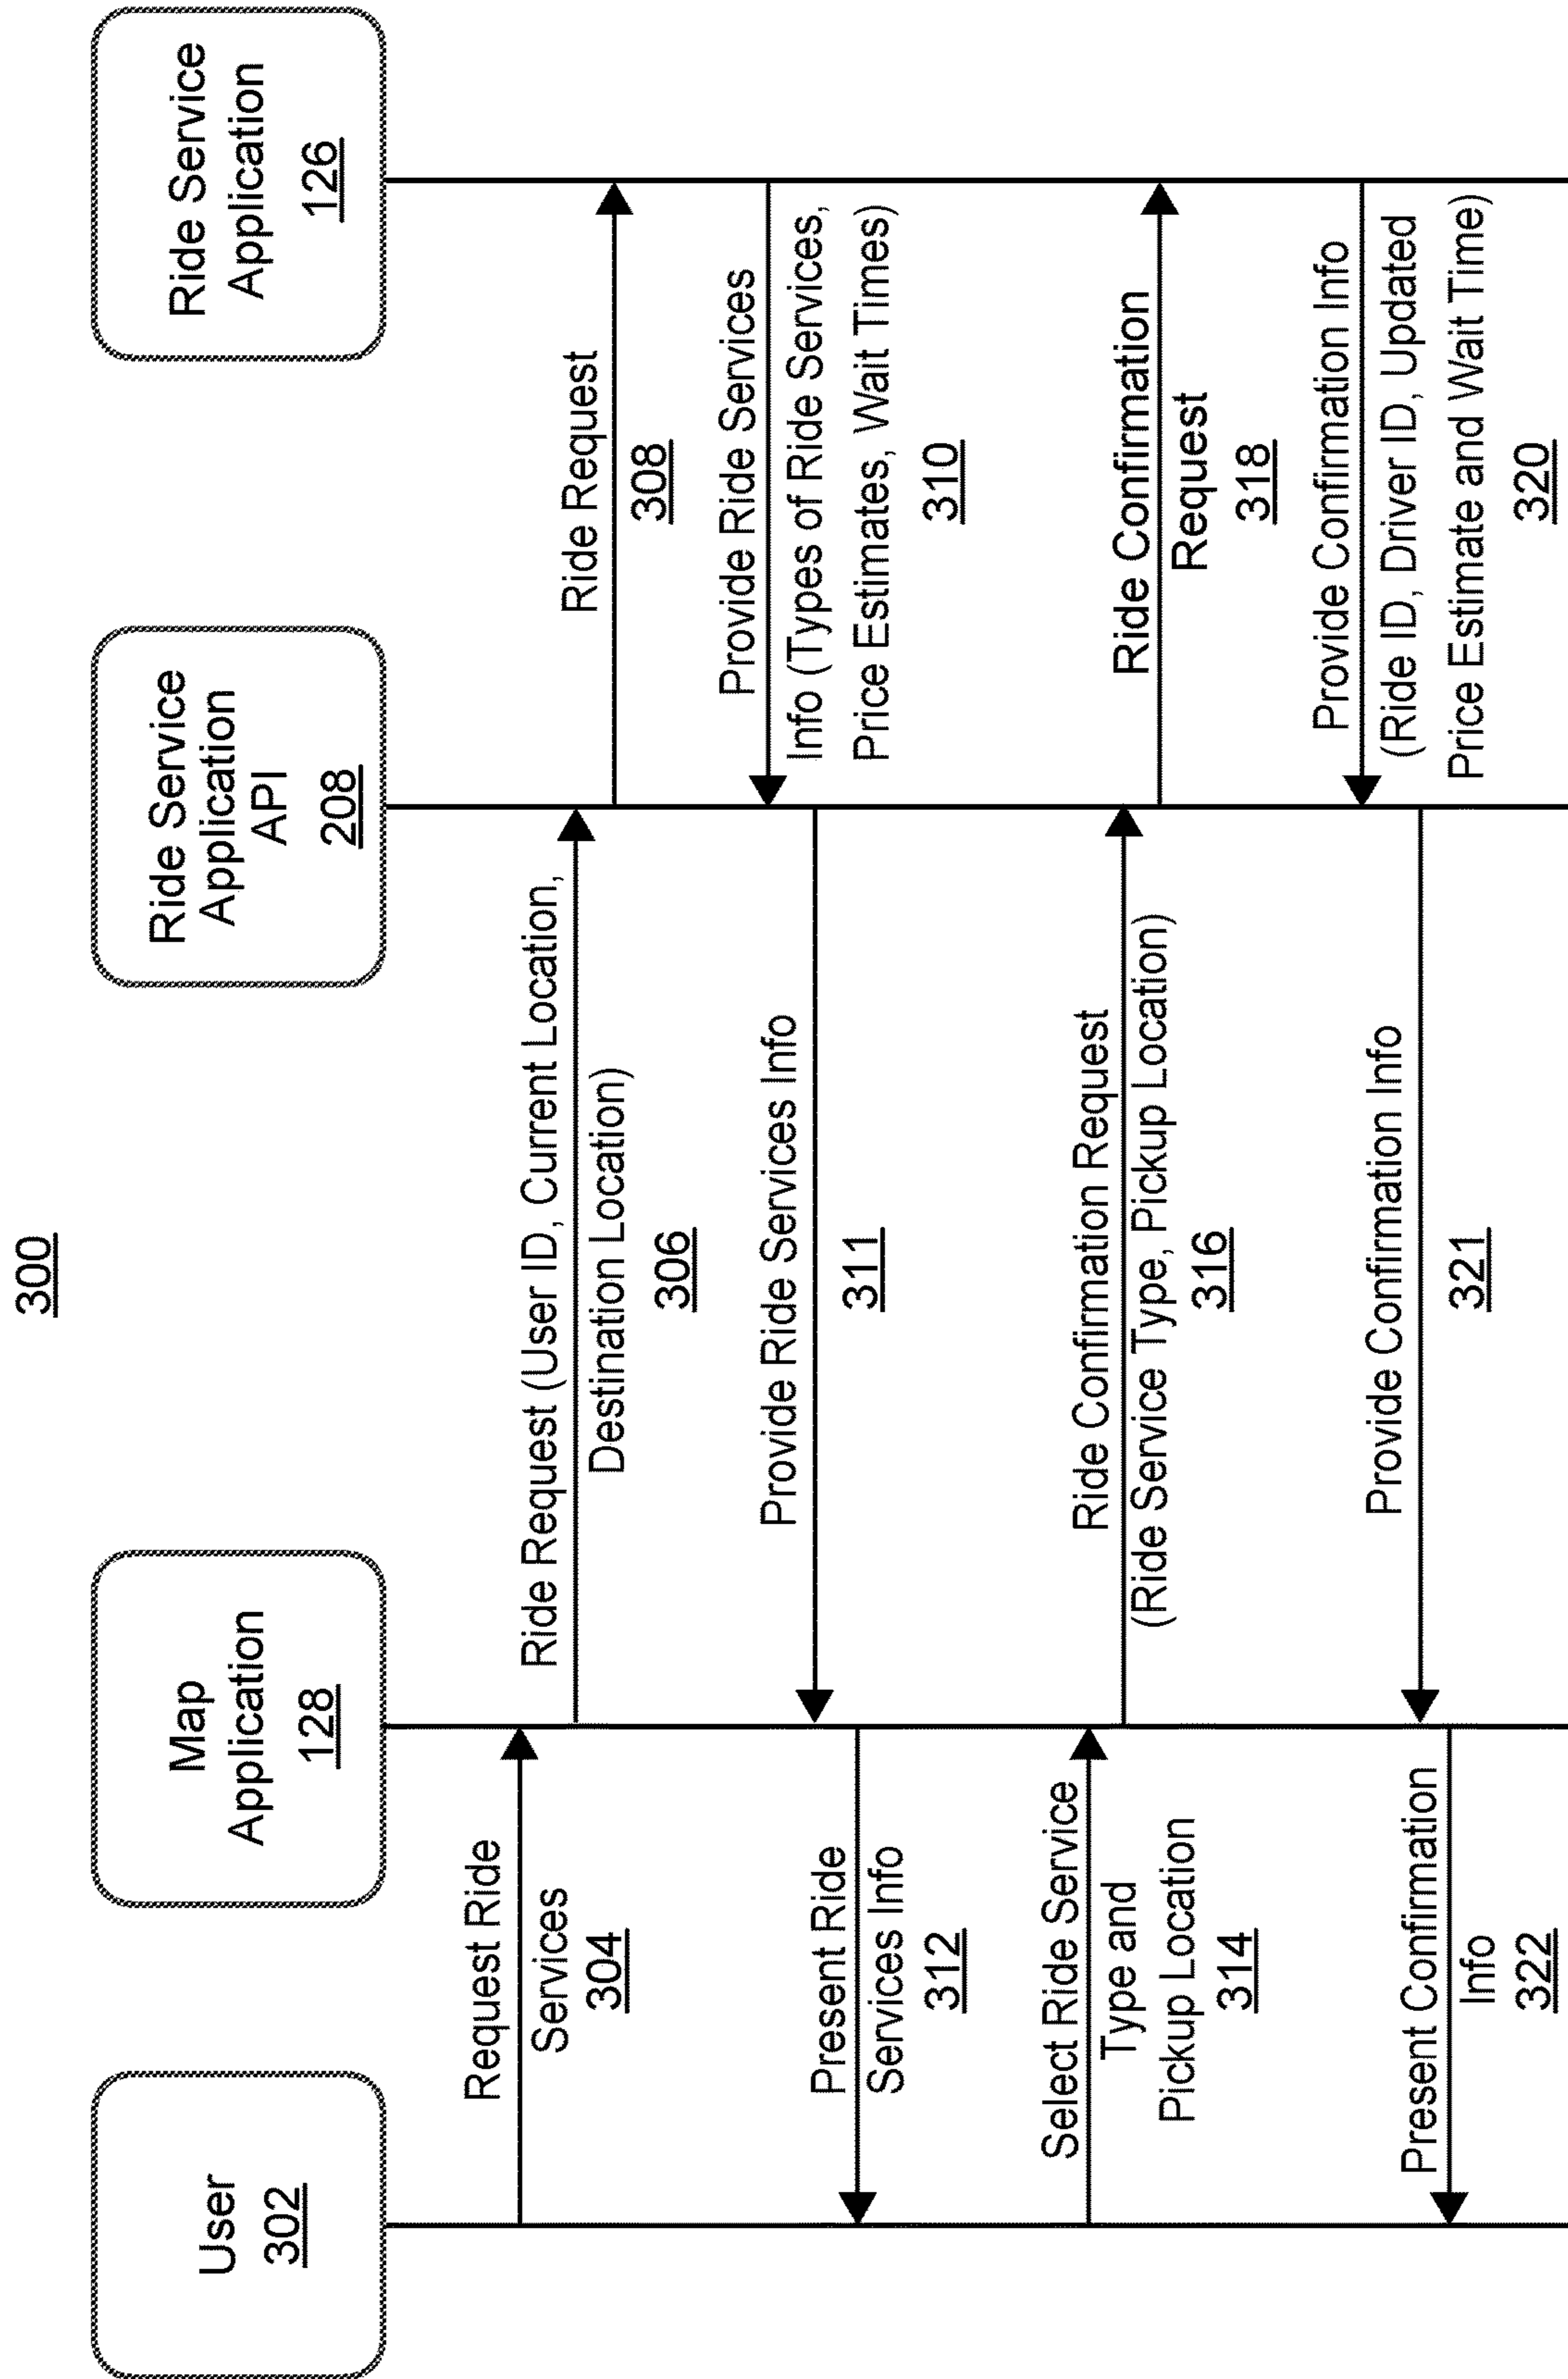 300
User
302
Map
Application
128
Ride Service
Application
API
208
Ride Service
Application
126
Request Ride
Services
304
Ride Request (User ID, Current Location,
Destination Location)
306
Ride Request
308
Provide Ride Services
Info (Types of Ride Services,
Price Estimates, Wait Times)
310
Provide Ride Services Info
311
Present Ride
Services Info
312
Select Ride Service
Type and
Pickup Location
314
Ride Confirmation Request
(Ride Service Type, Pickup Location)
316
Ride Confirmation
Request
318
Provide Confirmation Info
(Ride ID, Driver ID, Updated
Price Estimate and Wait Time)
320
Provide Confirmation Info
321
Present Confirmation
Info
322